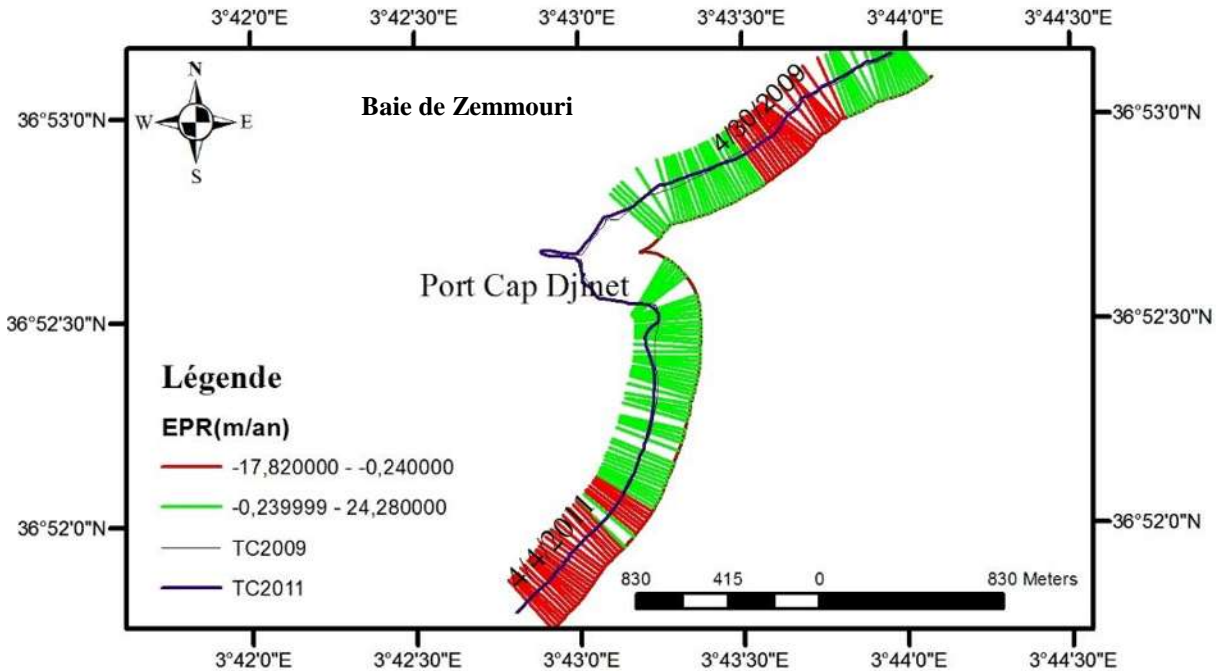 3°42'0"E 3°42'30"E 3°43'0"E 3°43'30"E 3°44'0"E 3°44'30"E
N
W E
S
Baie de Zemmouri
4/30/2009
36°53'0"N 36°53'0"N
Port Cap Djinet
36°52'30"N 36°52'30"N
Légende
EPR(m/an)
-17,820000 - -0,240000
-0,239999 - 24,280000
TC2009
TC2011
4/4/2011
36°52'0"N 36°52'0"N
830 415 0 830 Meters
3°42'0"E 3°42'30"E 3°43'0"E 3°43'30"E 3°44'0"E 3°44'30"E